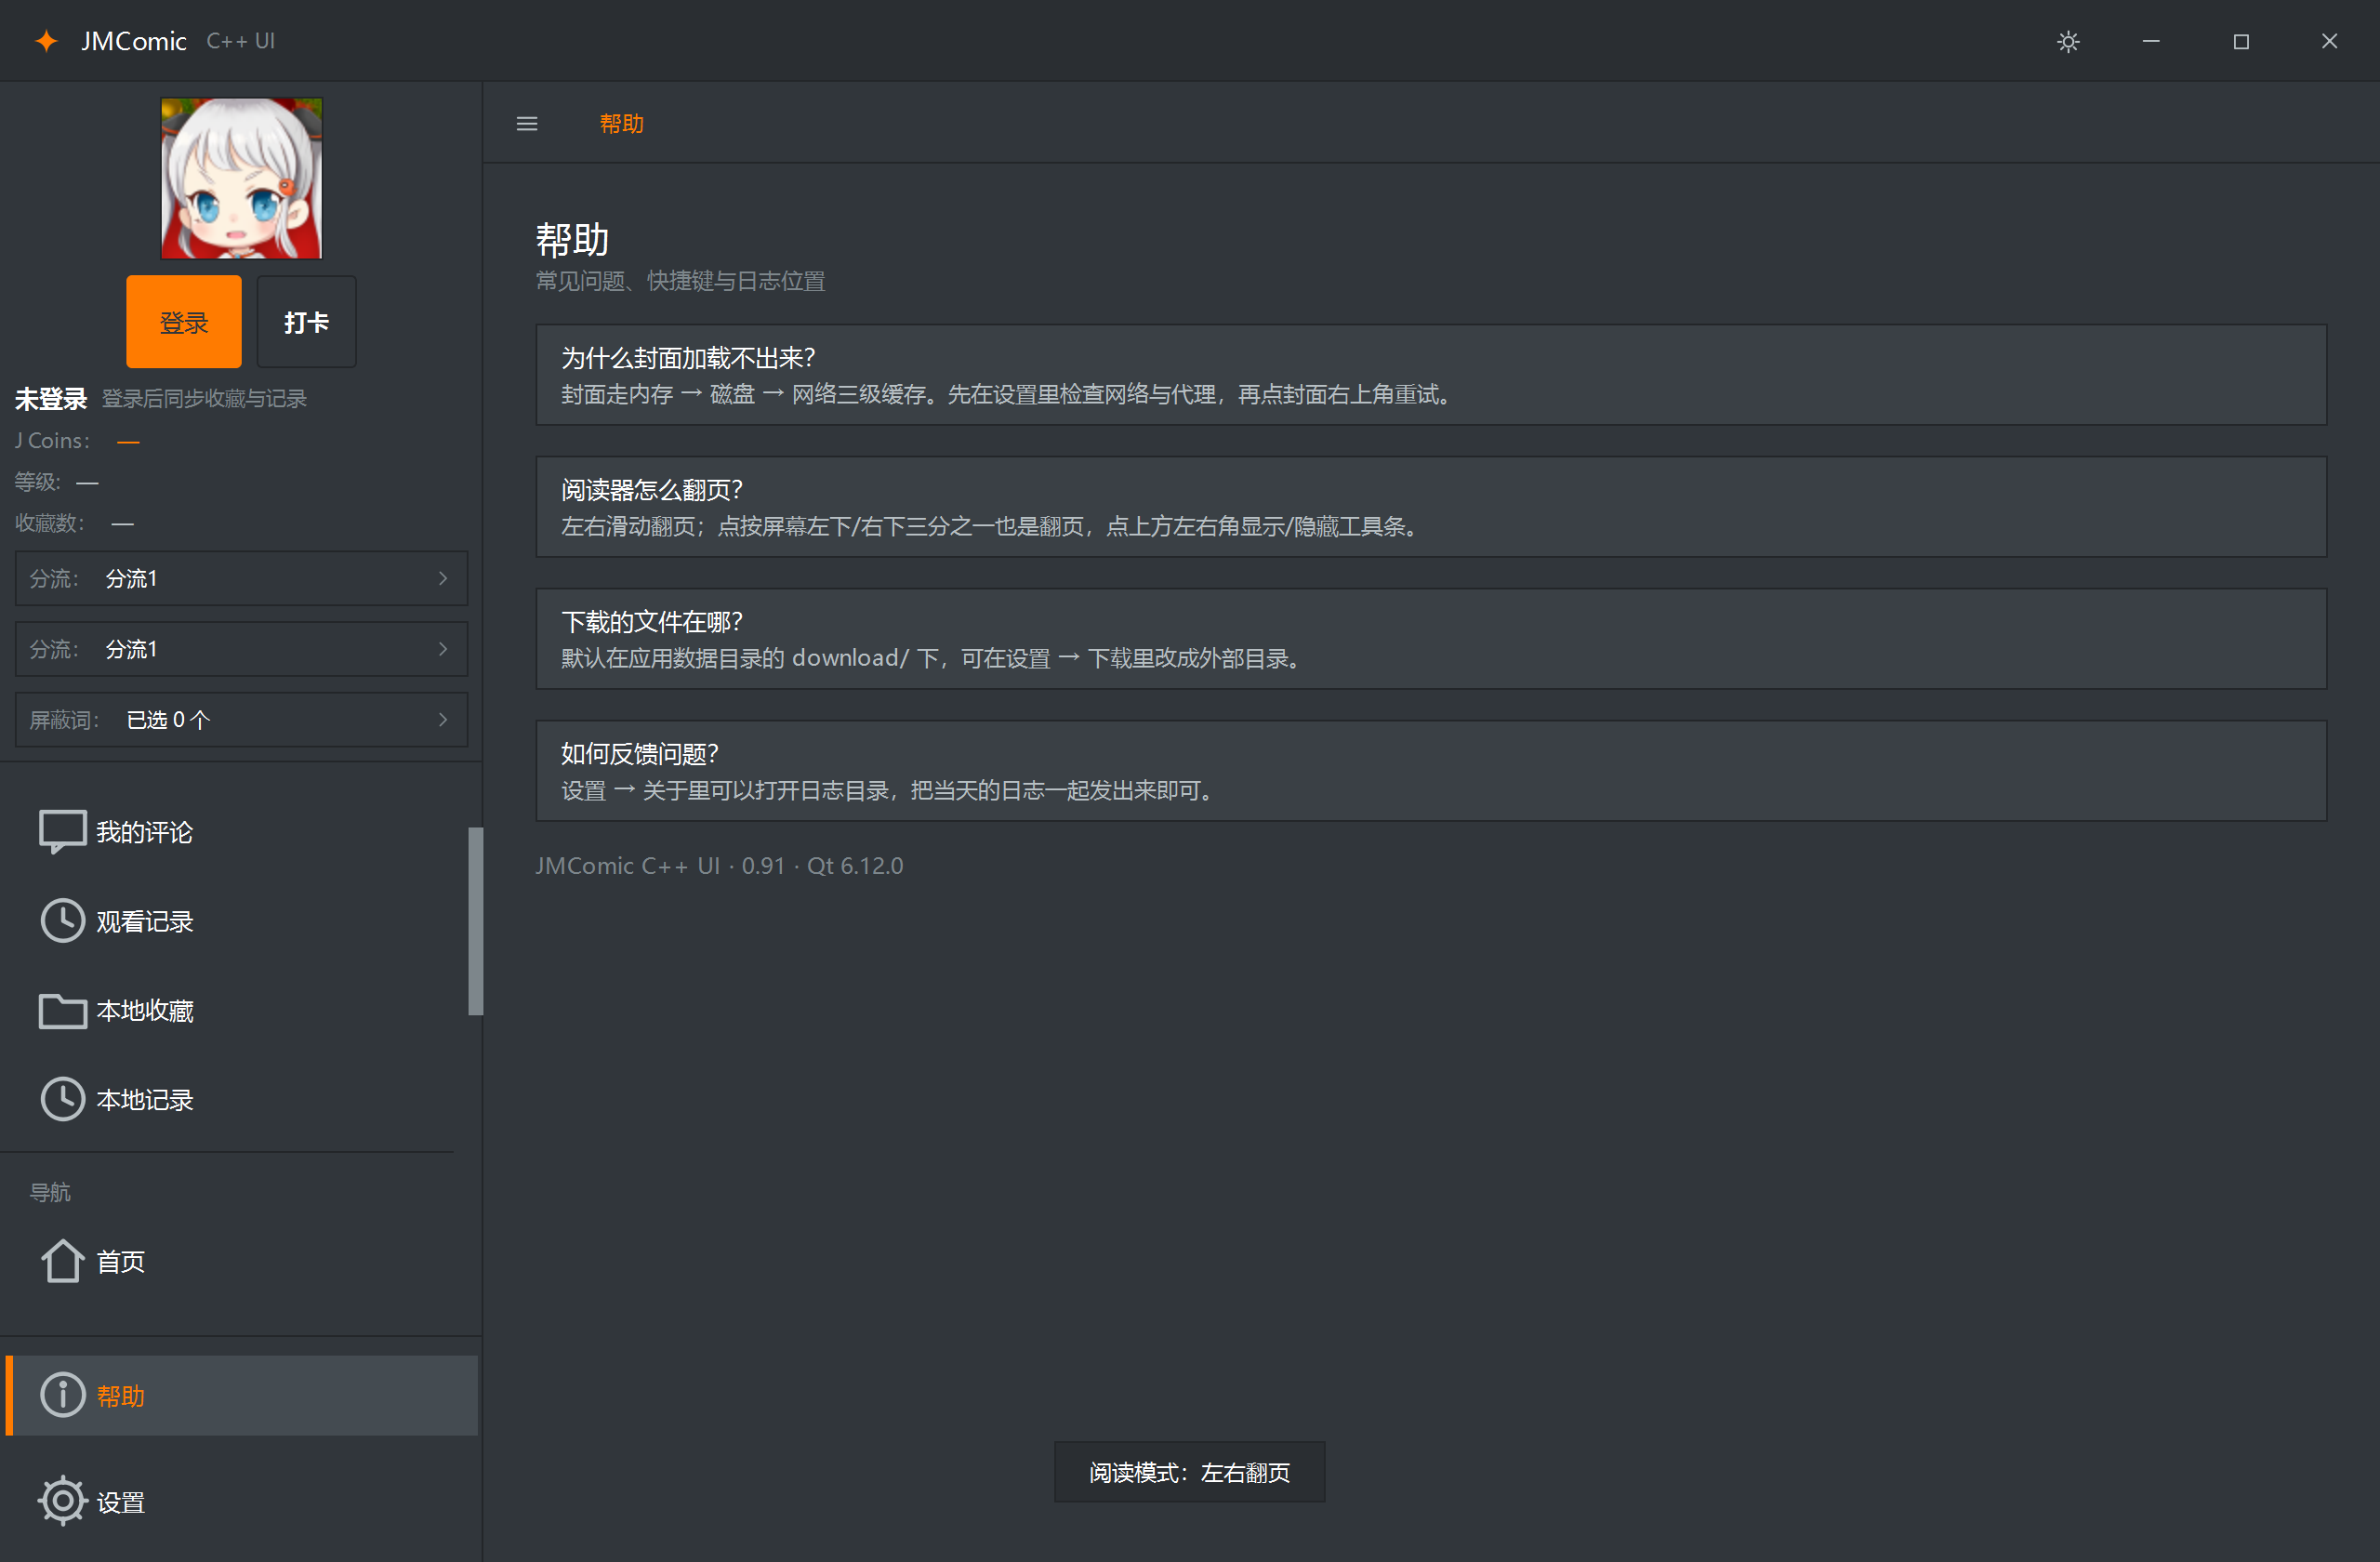 JMComic C++ UI
登录
打卡
未登录 登录后同步收藏与记录
J Coins: —
等级: —
收藏数: —
分流: 分流1
分流: 分流1
屏蔽词: 已选 0 个
我的评论
观看记录
本地收藏
本地记录
导航
首页
帮助
设置
帮助
帮助
常见问题、快捷键与日志位置
为什么封面加载不出来?
封面走内存 → 磁盘 → 网络三级缓存。先在设置里检查网络与代理，再点封面右上角重试。
阅读器怎么翻页?
左右滑动翻页；点按屏幕左下/右下三分之一也是翻页，点上方左右角显示/隐藏工具条。
下载的文件在哪?
默认在应用数据目录的 download/ 下，可在设置 → 下载里改成外部目录。
如何反馈问题?
设置 → 关于里可以打开日志目录，把当天的日志一起发出来即可。
JMComic C++ UI · 0.91 · Qt 6.12.0
阅读模式：左右翻页